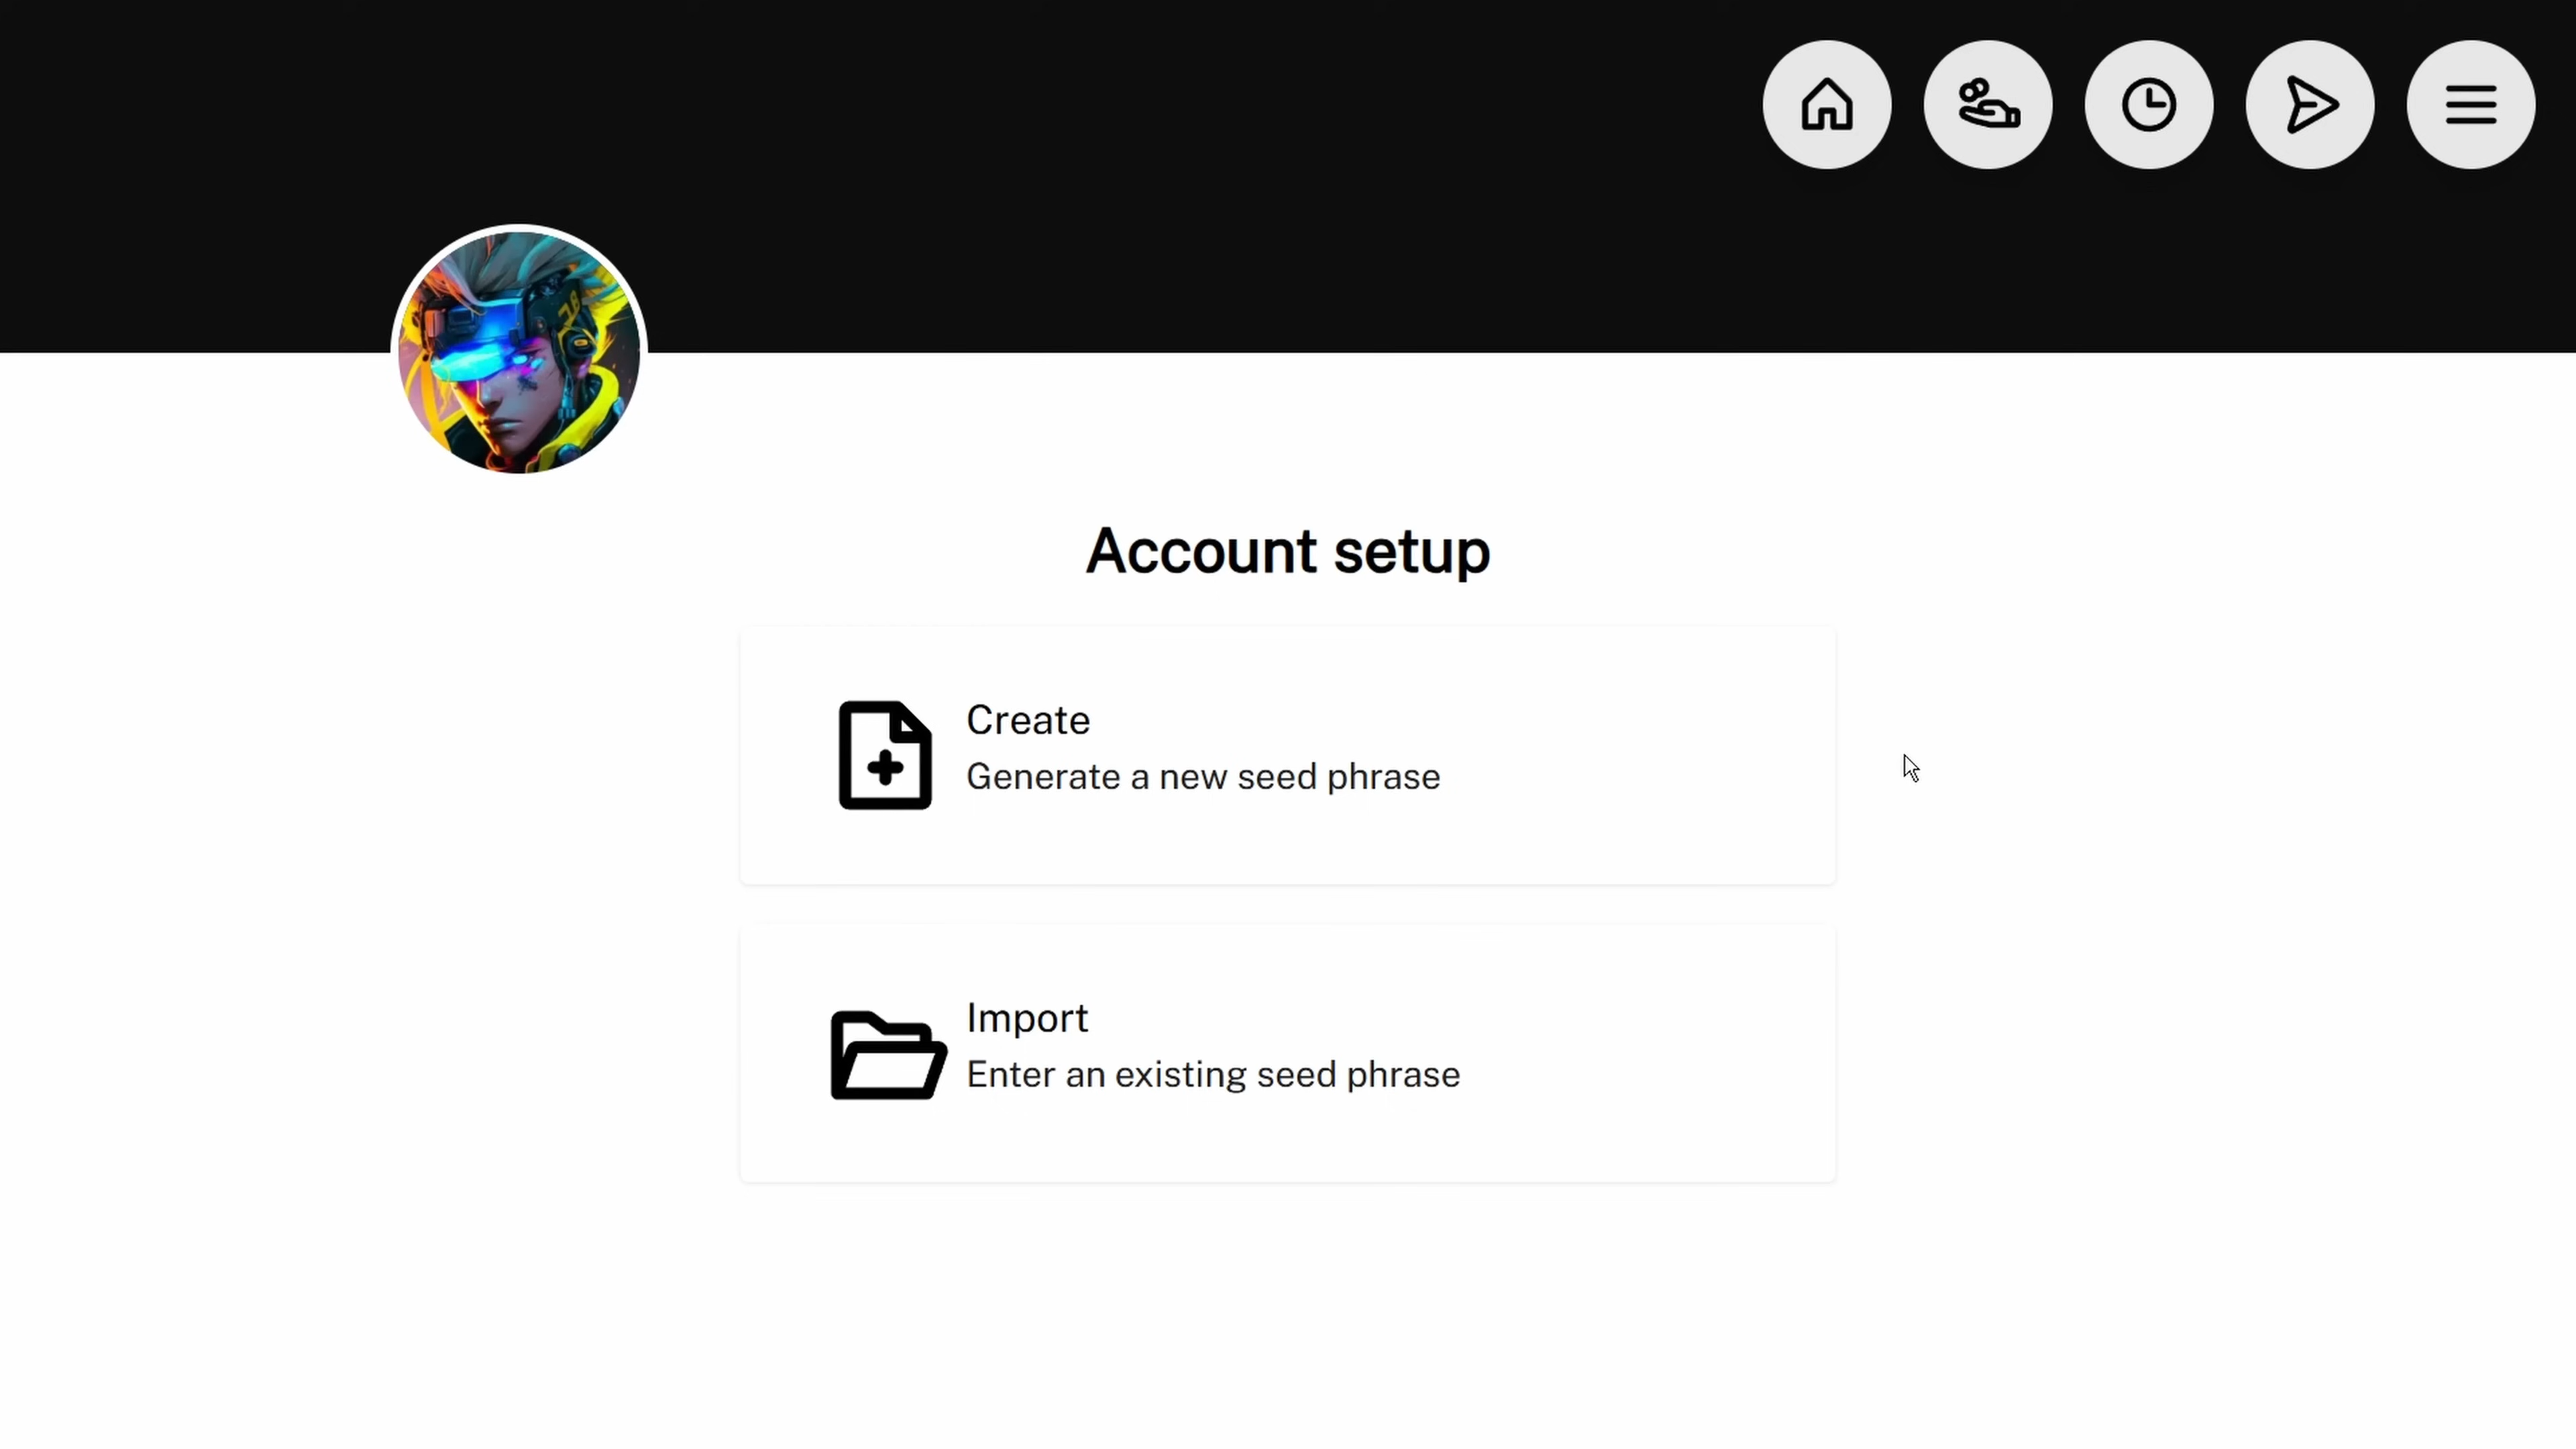 Account setup
Create
Generate a new seed phrase
Import
Enter an existing seed phrase